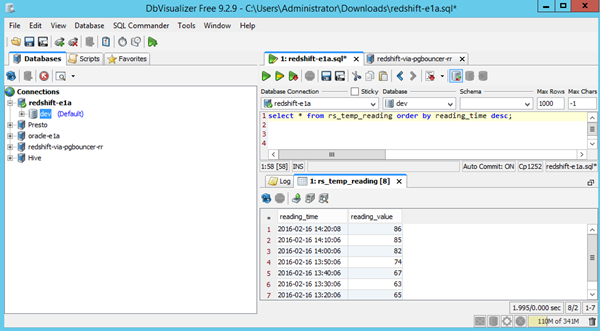 DbVisualizer Free 9.2.9 - C:\Users\Administrator\Downloads\redshift-e1a.sql*
File Edit View Database SQL Commander Tools Window Help
Databases Scripts Favorites
Connections
redshift-e1a
dev (Default)
Presto
oracle-e1a
redshift-via-pgbouncer-rr
Hive
1: redshift-e1a.sql* redshift-via-pgbouncer-rr
Database Connection Sticky Database Schema Max Rows Max Chars
redshift-e1a dev 1000 -1
1 select * from rs_temp_reading order by reading_time desc;
2
3
4
1:58 [58] INS Auto Commit: ON Cp1252 redshift-e1a.sql*
Log 1: rs_temp_reading [8]
* reading_time reading_value
1 2016-02-16 14:20:08 86
2 2016-02-16 14:10:06 85
3 2016-02-16 14:00:06 82
4 2016-02-16 13:50:06 74
5 2016-02-16 13:40:06 67
6 2016-02-16 13:30:06 63
7 2016-02-16 13:20:06 65
1.995/0.000 sec 8/2 1-7
110M of 341M